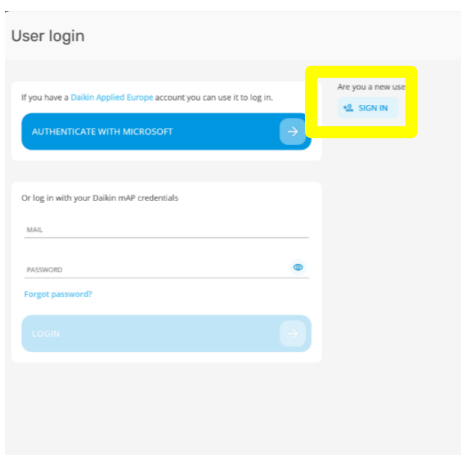 User login
If you have a Daikin Applied Europe account you can use it to log in.
AUTHENTICATE WITH MICROSOFT
Are you a new use
SIGN IN
Or log in with your Daikin mAP credentials
MAIL
PASSWORD
Forgot password?
LOGIN